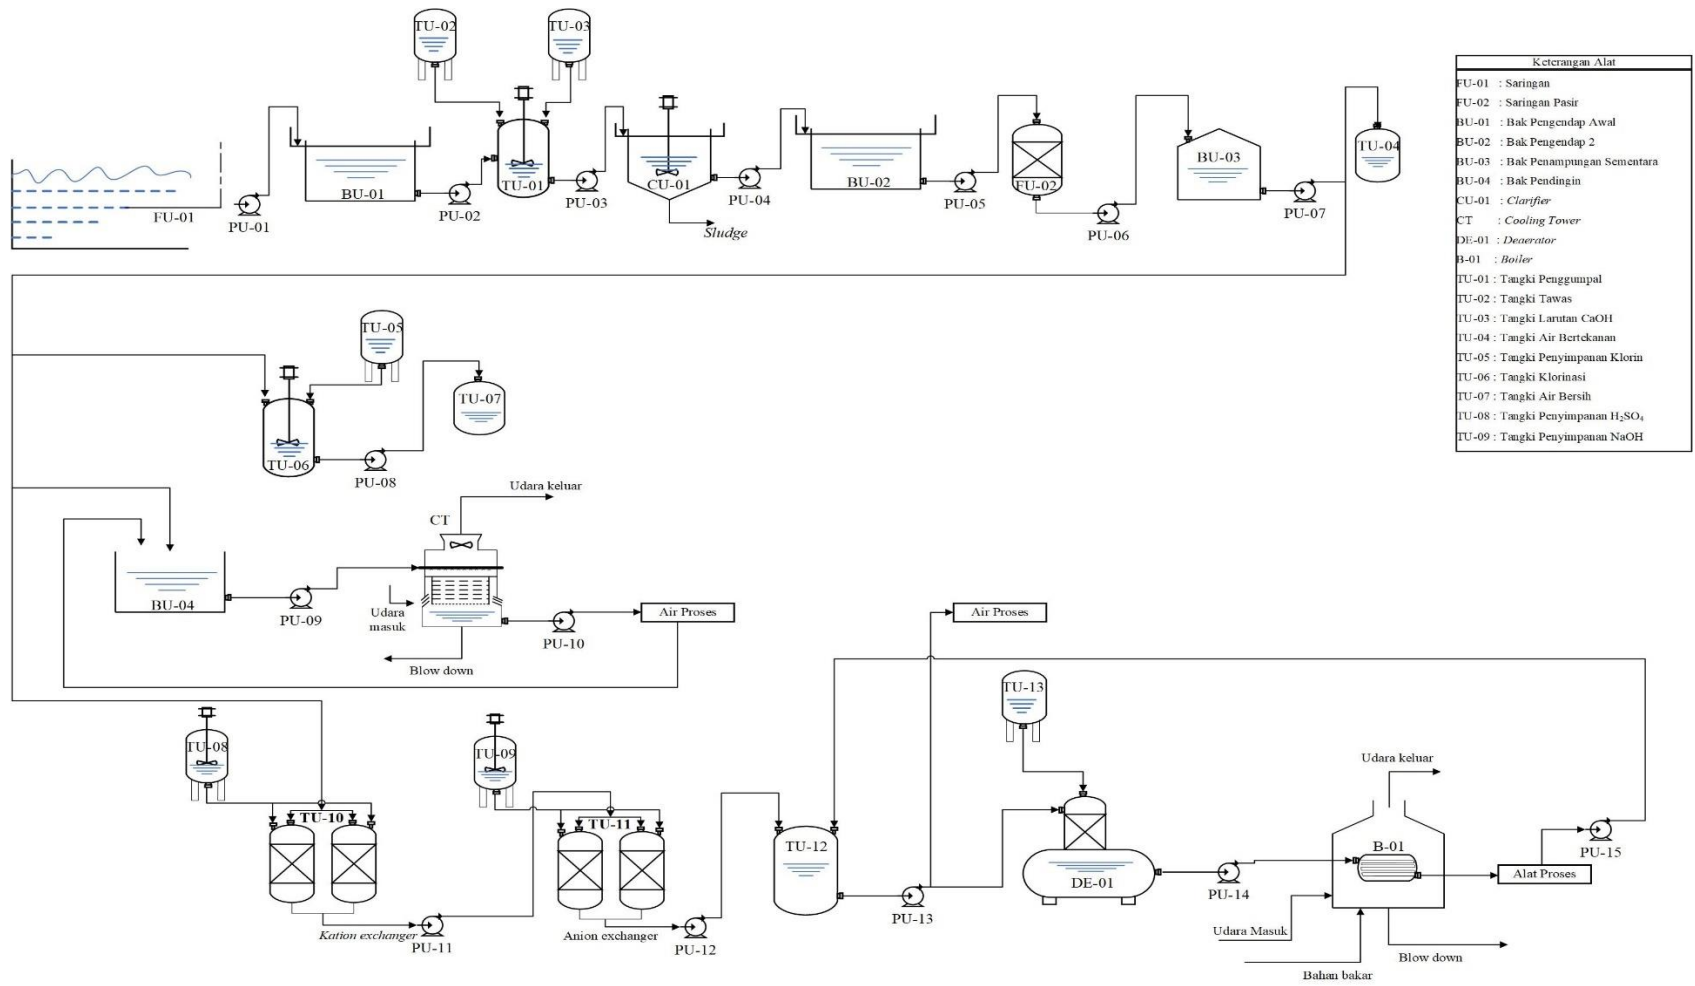 TU-02
TU-03
FU-01
PU-01
BU-01
PU-02
TU-01
PU-03
CU-01
Sludge
PU-04
BU-02
PU-05
FU-02
PU-06
BU-03
PU-07
TU-04
Keterangan Alat
FU-01 : Saringan
FU-02 : Saringan Pasir
BU-01 : Bak Pengendap Awal
BU-02 : Bak Pengendap 2
BU-03 : Bak Penampungan Sementara
BU-04 : Bak Pendingin
CU-01 : Clarifier
CT : Cooling Tower
DE-01 : Deaerator
B-01 : Boiler
TU-01 : Tangki Penggumpal
TU-02 : Tangki Tawas
TU-03 : Tangki Larutan CaOH
TU-04 : Tangki Air Bertekanan
TU-05 : Tangki Penyimpanan Klorin
TU-06 : Tangki Klorinasi
TU-07 : Tangki Air Bersih
TU-08 : Tangki Penyimpanan H₂SO₄
TU-09 : Tangki Penyimpanan NaOH
TU-05
TU-06
PU-08
TU-07
BU-04
PU-09
CT
Udara keluar
Udara
masuk
Blow down
PU-10
Air Proses
Air Proses
TU-08
TU-10
Kation exchanger
PU-11
TU-09
TU-11
Anion exchanger
PU-12
TU-12
PU-13
TU-13
DE-01
PU-14
Udara keluar
B-01
Udara Masuk
Bahan bakar
Blow down
Alat Proses
PU-15